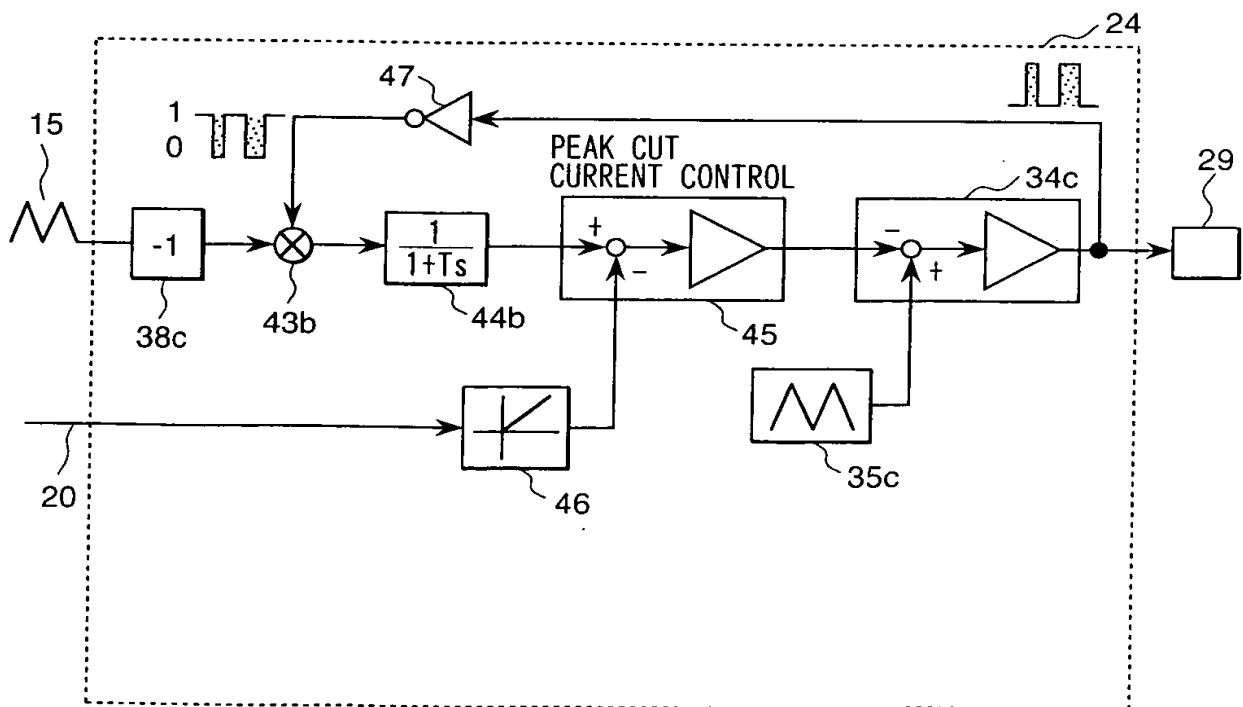 24
47
1
0
15
PEAK CUT
CURRENT CONTROL
34c
29
-1
1
1+Ts
+
-
-
+
38c
43b
44b
45
20
46
35c